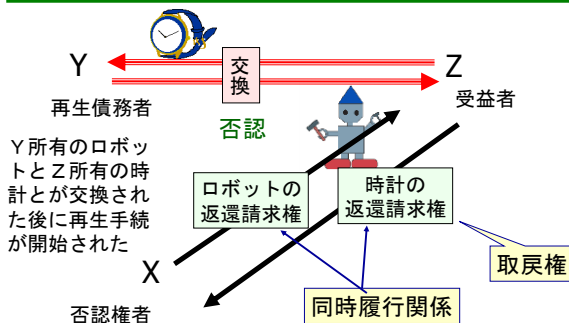 Y
交
換
Z
再生債務者
否認
受益者
Y所有のロボッ
トとZ所有の時
計とが交換され
た後に再生手続
が開始された
ロボットの
返還請求権
時計の
返還請求権
取戻権
X
否認権者
同時履行関係